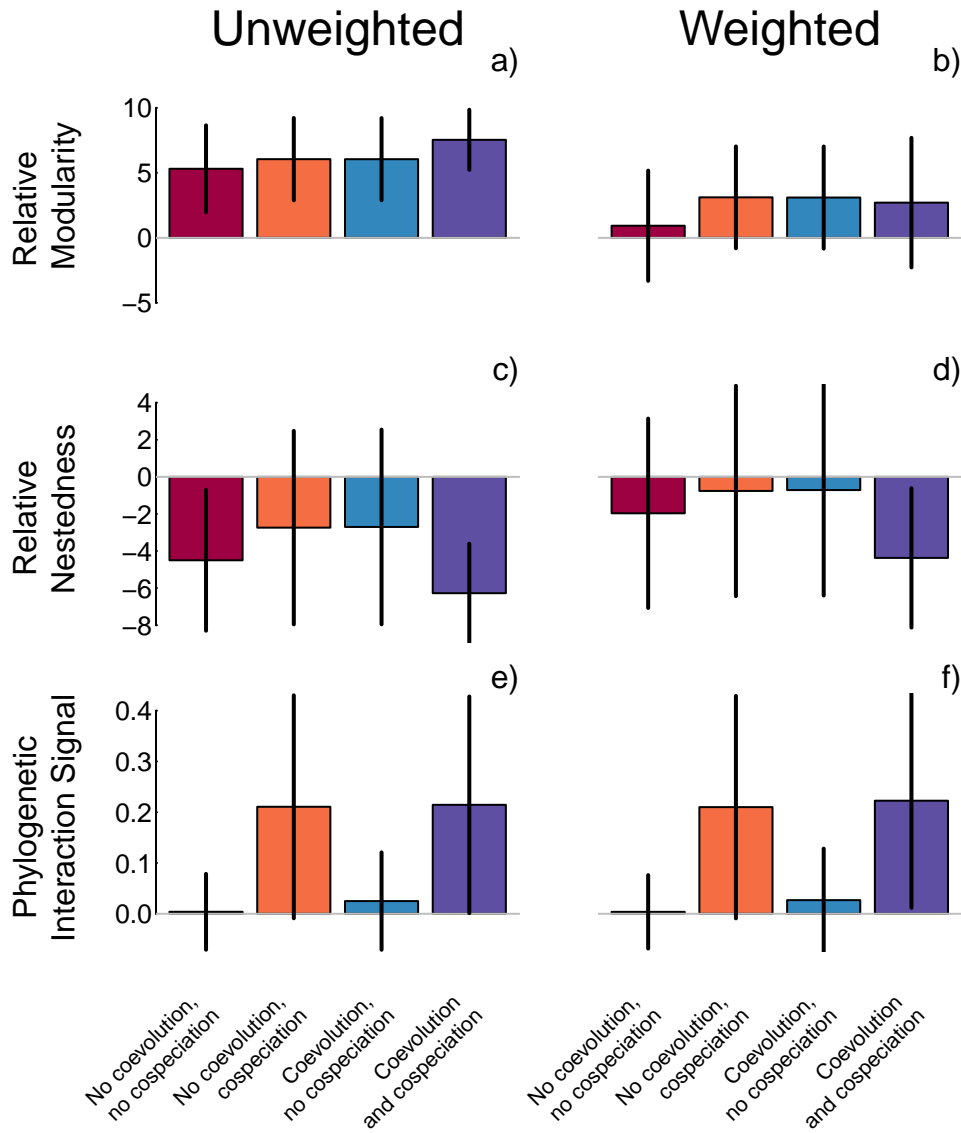 Unweighted
Weighted
a)
b)
Relative
Modularity
10
5
0
−5
c)
d)
Relative
Nestedness
4
2
0
−2
−4
−6
−8
e)
f)
Phylogenetic
Interaction Signal
0.4
0.3
0.2
0.1
0.0
No coevolution,
no cospeciation
No coevolution,
cospeciation
Coevolution,
no cospeciation
Coevolution
and cospeciation
No coevolution,
no cospeciation
No coevolution,
cospeciation
Coevolution,
no cospeciation
Coevolution
and cospeciation